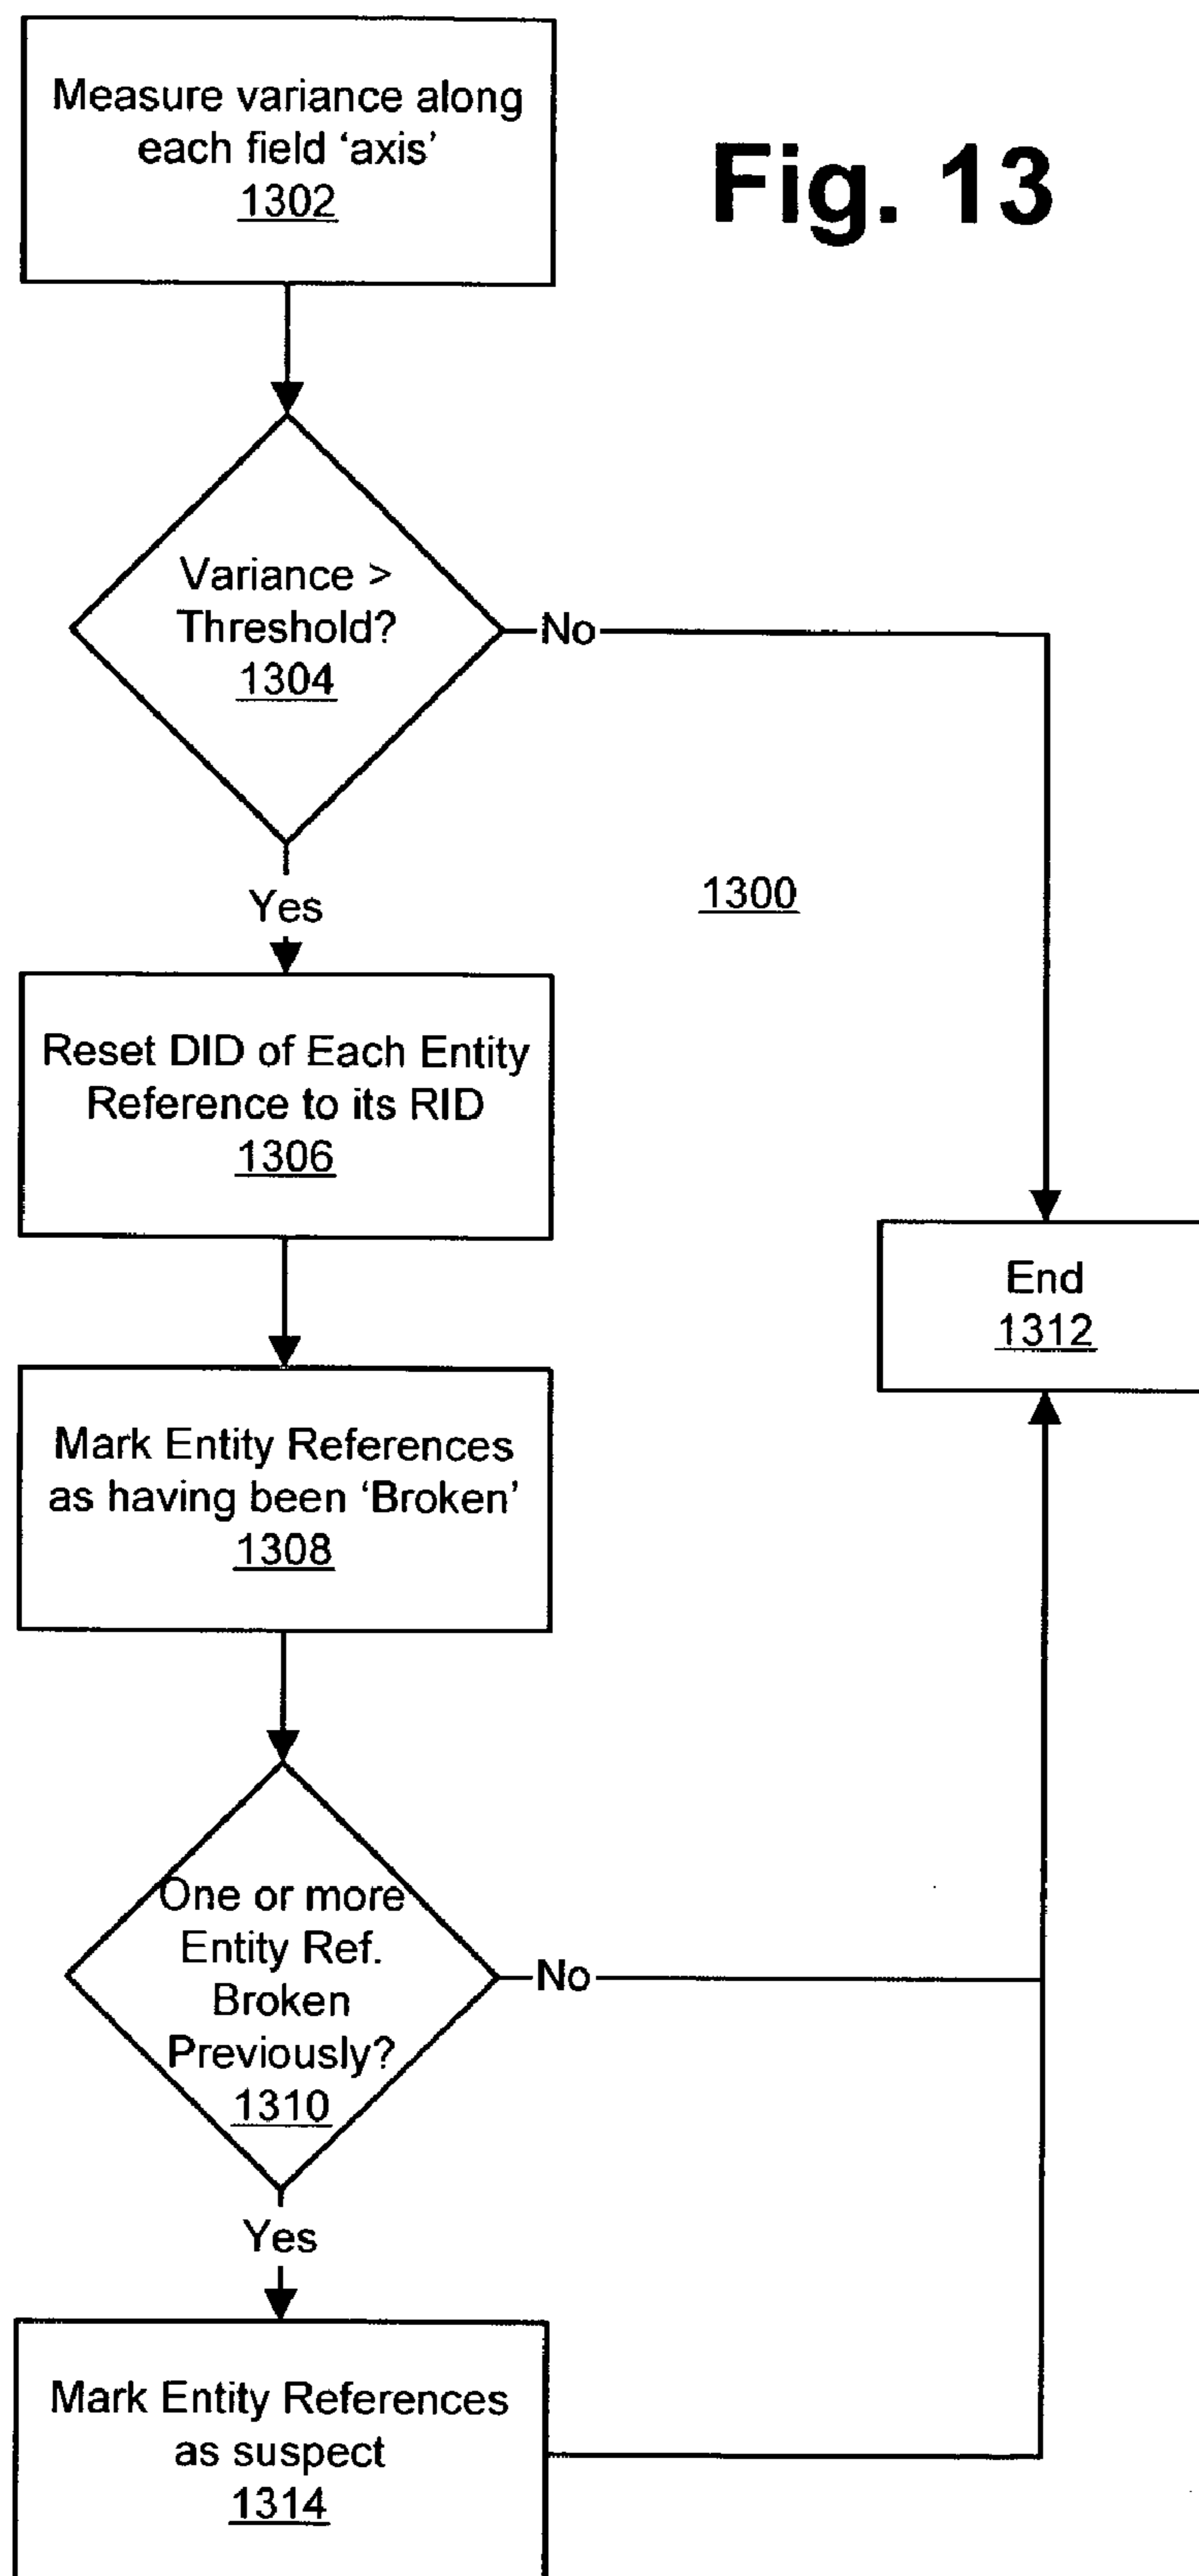 Measure variance along
each field ‘axis’
1302
Fig. 13
Variance >
Threshold?
1304
No
Yes
1300
Reset DID of Each Entity
Reference to its RID
1306
End
1312
Mark Entity References
as having been ‘Broken’
1308
One or more
Entity Ref.
Broken
Previously?
1310
No
Yes
Mark Entity References
as suspect
1314